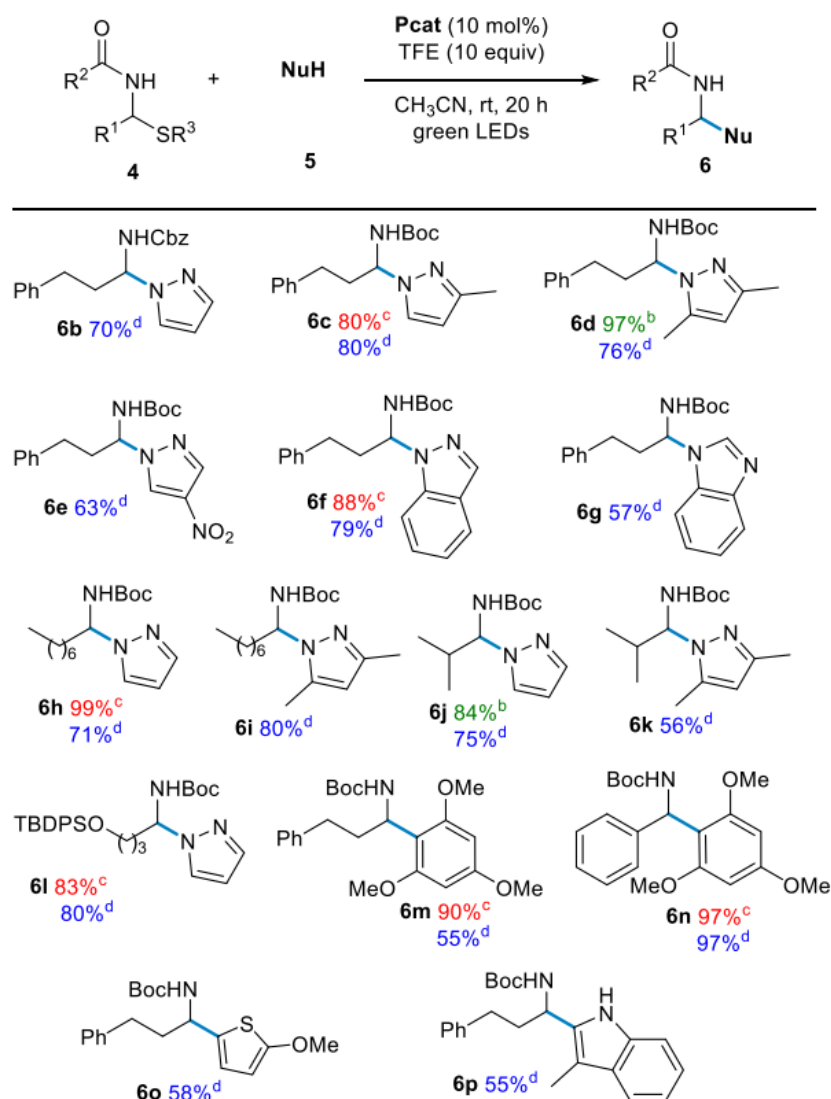 O
R²
NH
R¹
SR³
4
+
NuH
5
Pcat (10 mol%)
TFE (10 equiv)
CH₃CN, rt, 20 h
green LEDs
O
R²
NH
R¹
Nu
6
NHCbz
Ph
N
N
6b 70%ᵈ
NHBoc
Ph
N
N
6c 80%ᶜ
80%ᵈ
NHBoc
Ph
N
N
6d 97%ᵇ
76%ᵈ
NHBoc
Ph
N
N
NO₂
6e 63%ᵈ
NHBoc
Ph
N
N
6f 88%ᶜ
79%ᵈ
NHBoc
Ph
N
N
6g 57%ᵈ
NHBoc
( )₆
N
N
6h 99%ᶜ
71%ᵈ
NHBoc
( )₆
N
N
6i 80%ᵈ
NHBoc
N
N
6j 84%ᵇ
75%ᵈ
NHBoc
N
N
6k 56%ᵈ
NHBoc
TBDPSO
( )₃
N
N
6l 83%ᶜ
80%ᵈ
BocHN
OMe
Ph
OMe
OMe
6m 90%ᶜ
55%ᵈ
BocHN
OMe
OMe
OMe
6n 97%ᶜ
97%ᵈ
BocHN
Ph
S
OMe
6o 58%ᵈ
BocHN
H
N
Ph
6p 55%ᵈ